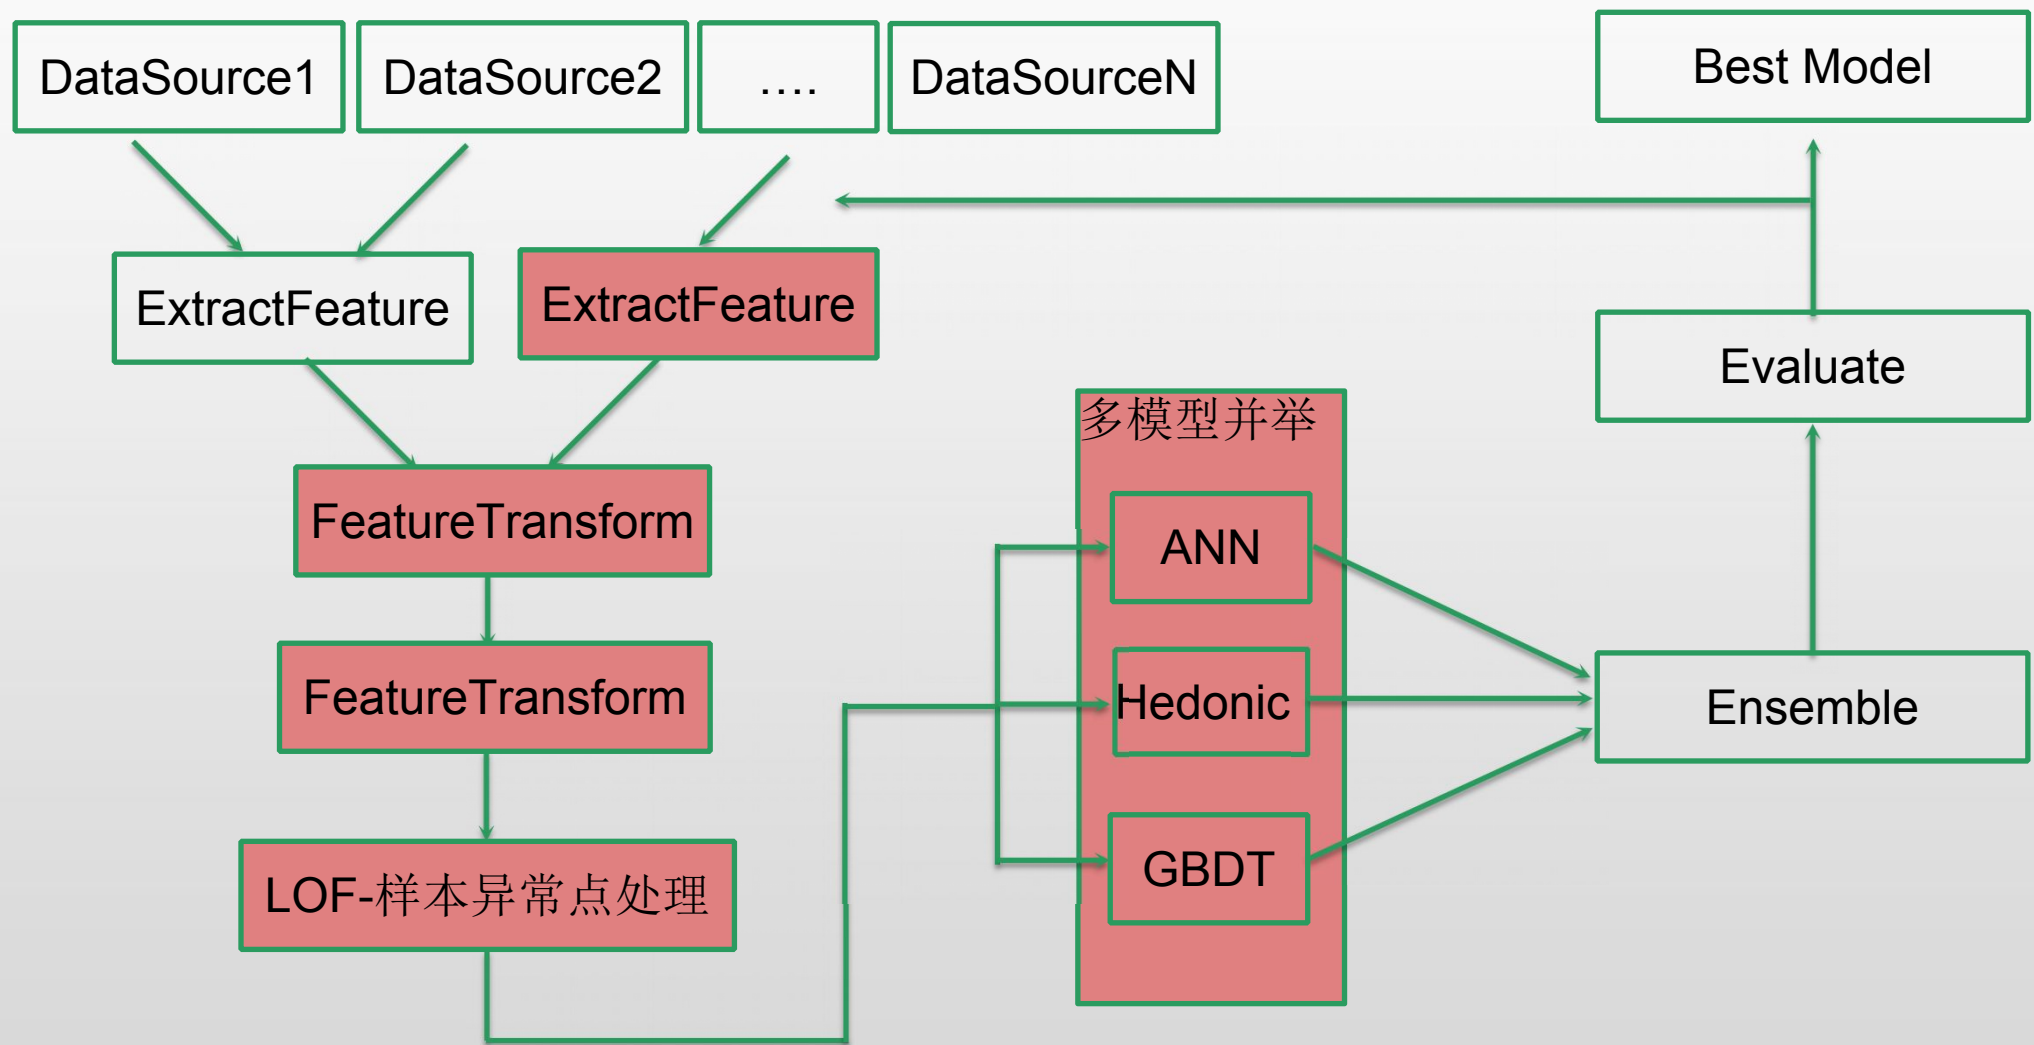 DataSource1
DataSource2
....
DataSourceN
Best Model
ExtractFeature
ExtractFeature
Evaluate
多模型并举
FeatureTransform
ANN
FeatureTransform
Hedonic
Ensemble
GBDT
LOF-样本异常点处理